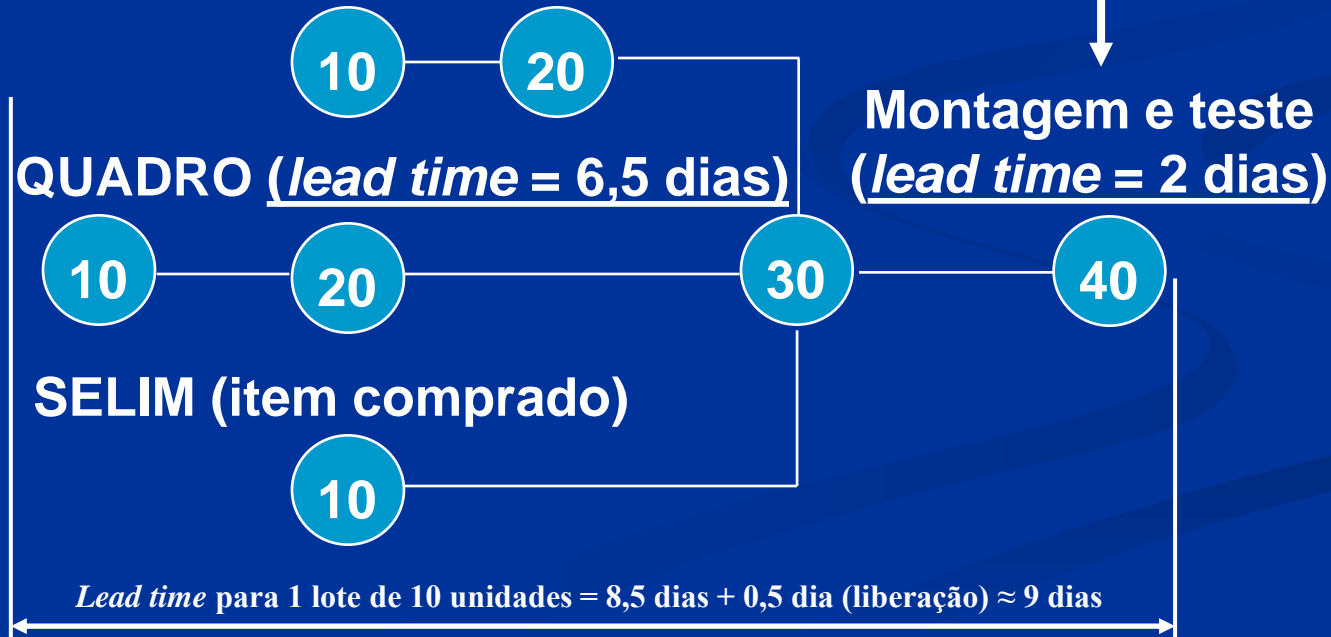 10 20
Montagem e teste
(lead time = 2 dias)
QUADRO (lead time = 6,5 dias)
10 20 30 40
SELIM (item comprado)
10
Lead time para 1 lote de 10 unidades = 8,5 dias + 0,5 dia (liberação) ≈ 9 dias